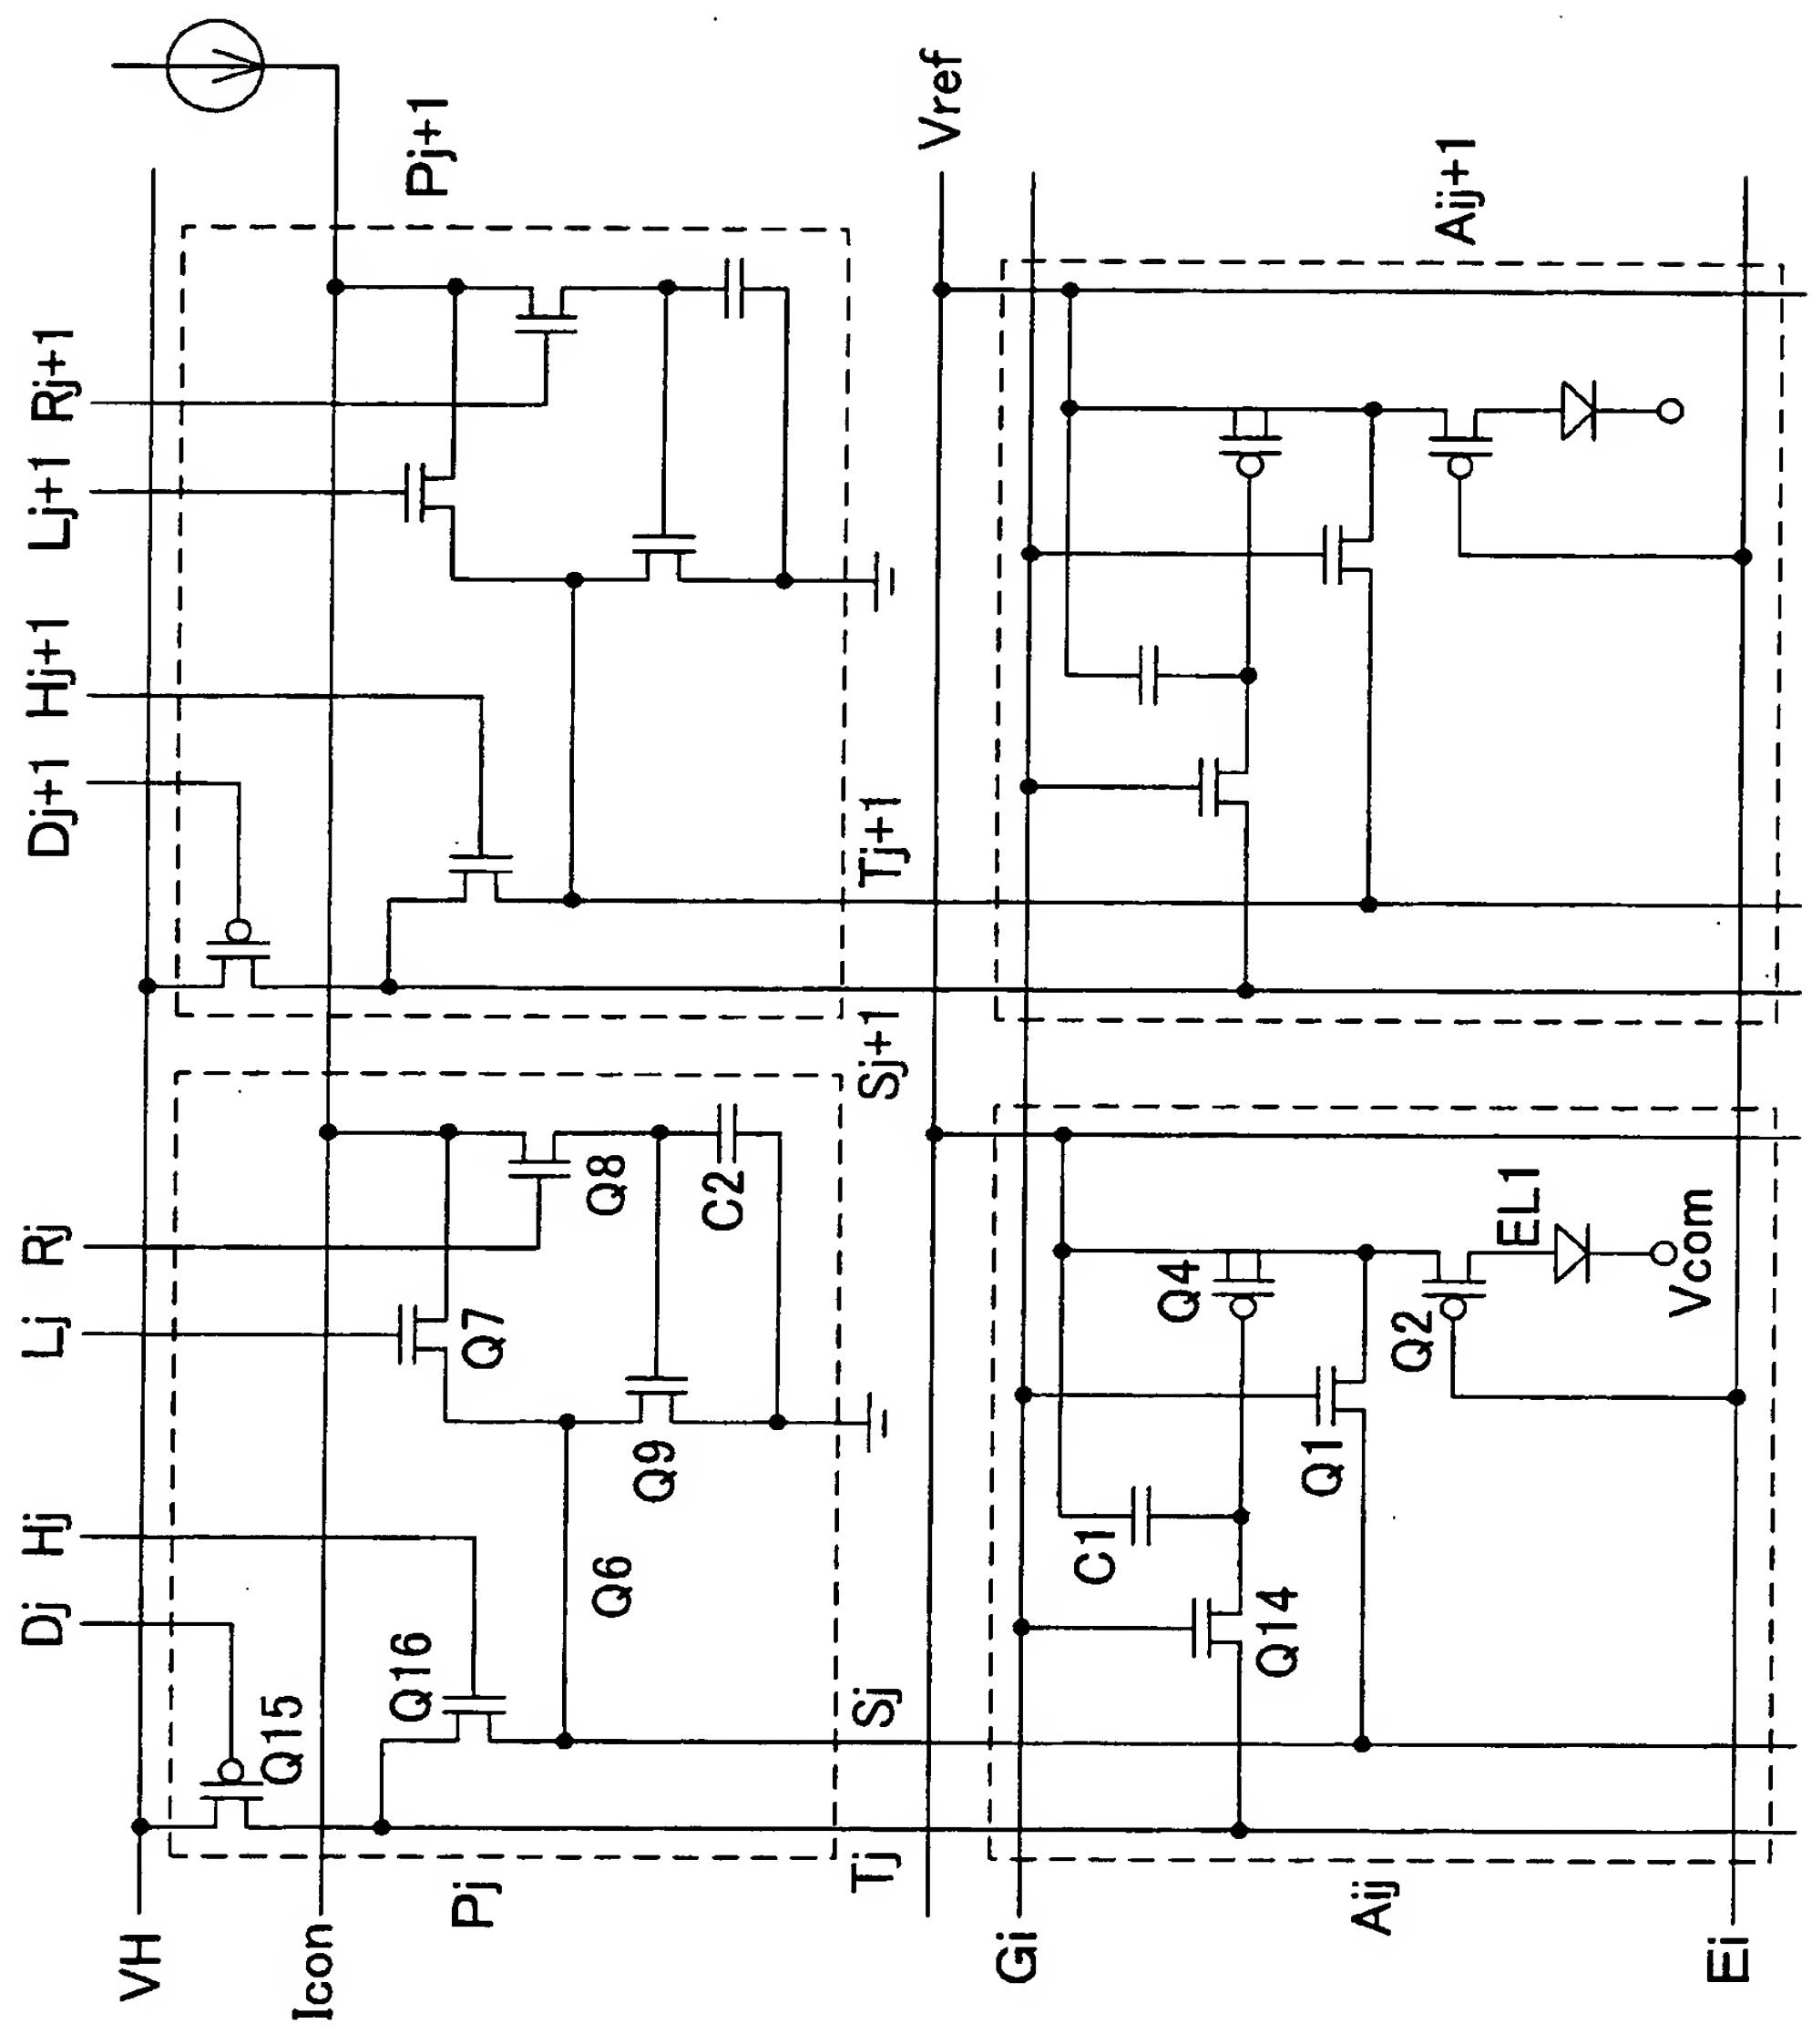 Dj
Hj
Lj
Rj
Dj+1
Hj+1
Lj+1
Rj+1
VH
Q15
Icon
Q16
Pj
Pj+1
Q7
Q6
Q8
Q9
C2
Tj
Sj
Sj+1
Tj+1
Vref
Gi
C1
Q4
Q14
Q1
Aij
Q2
Aij+1
EL1
Vcom
Ei